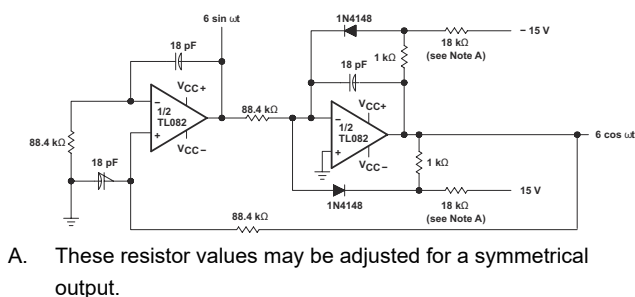 6 sin ωt
1N4148
– 15 V
18 pF
18 kΩ
(see Note A)
1 kΩ
18 pF
VCC+
VCC+
–
1/2
TL082
+
88.4 kΩ
–
1/2
TL082
+
6 cos ωt
88.4 kΩ
VCC–
VCC–
1 kΩ
18 pF
15 V
1N4148
18 kΩ
(see Note A)
88.4 kΩ
A. These resistor values may be adjusted for a symmetrical
output.